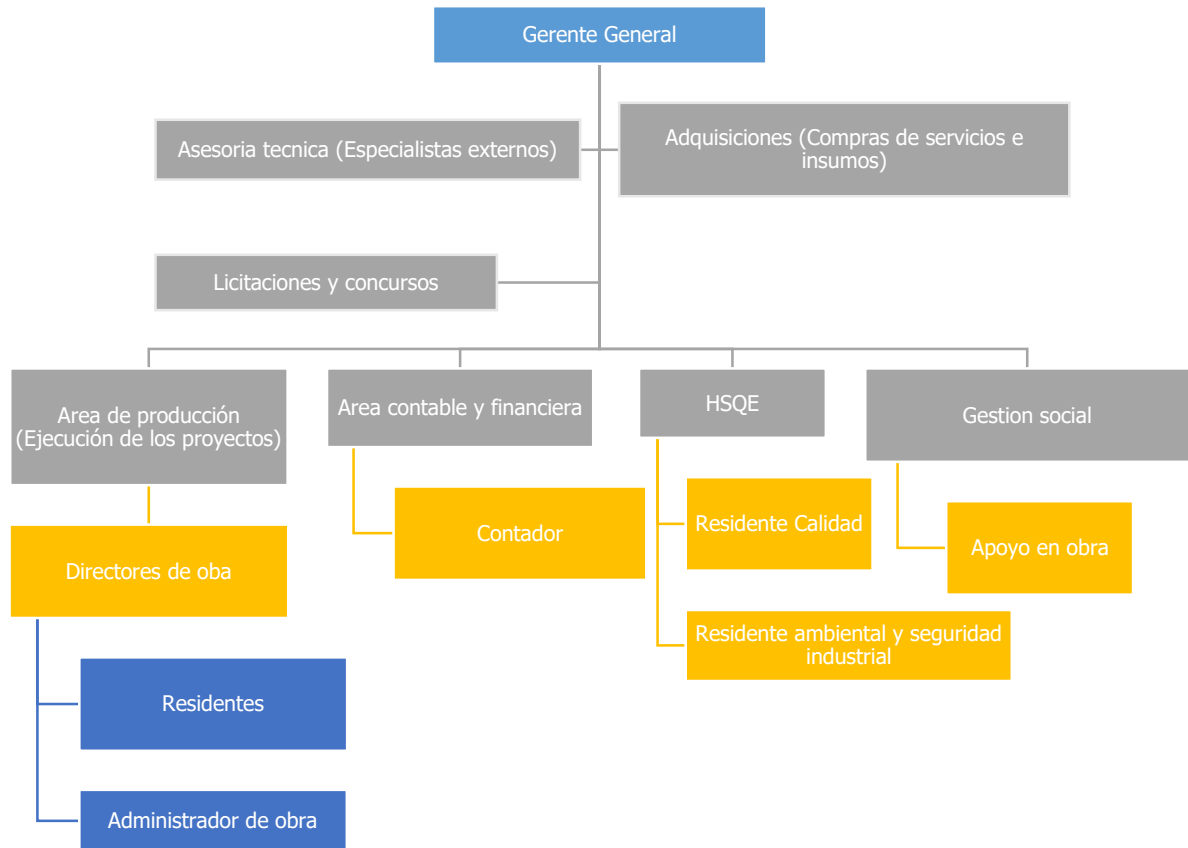 Gerente General
Asesoria tecnica (Especialistas externos)
Adquisiciones (Compras de servicios e
insumos)
Licitaciones y concursos
Area de producción
(Ejecución de los proyectos)
Area contable y financiera
HSQE
Gestion social
Directores de oba
Contador
Residente Calidad
Apoyo en obra
Residente ambiental y seguridad
industrial
Residentes
Administrador de obra